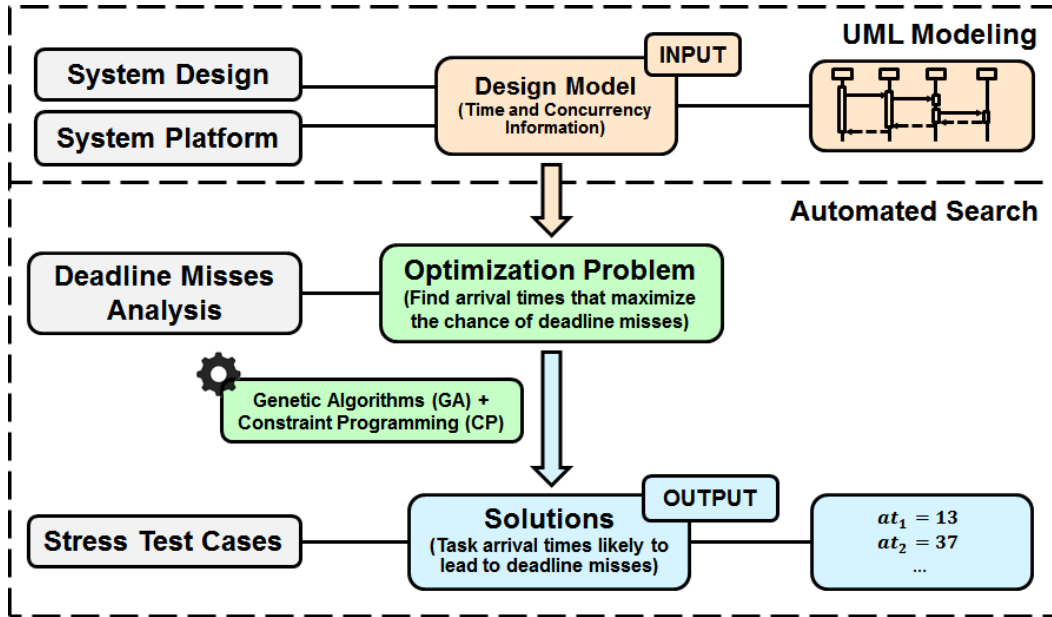 UML Modeling
System Design
System Platform
INPUT
Design Model
(Time and Concurrency
Information)
Automated Search
Deadline Misses
Analysis
Optimization Problem
(Find arrival times that maximize
the chance of deadline misses)
Genetic Algorithms (GA) +
Constraint Programming (CP)
Stress Test Cases
OUTPUT
Solutions
(Task arrival times likely to
lead to deadline misses)
at₁ = 13
at₂ = 37
...